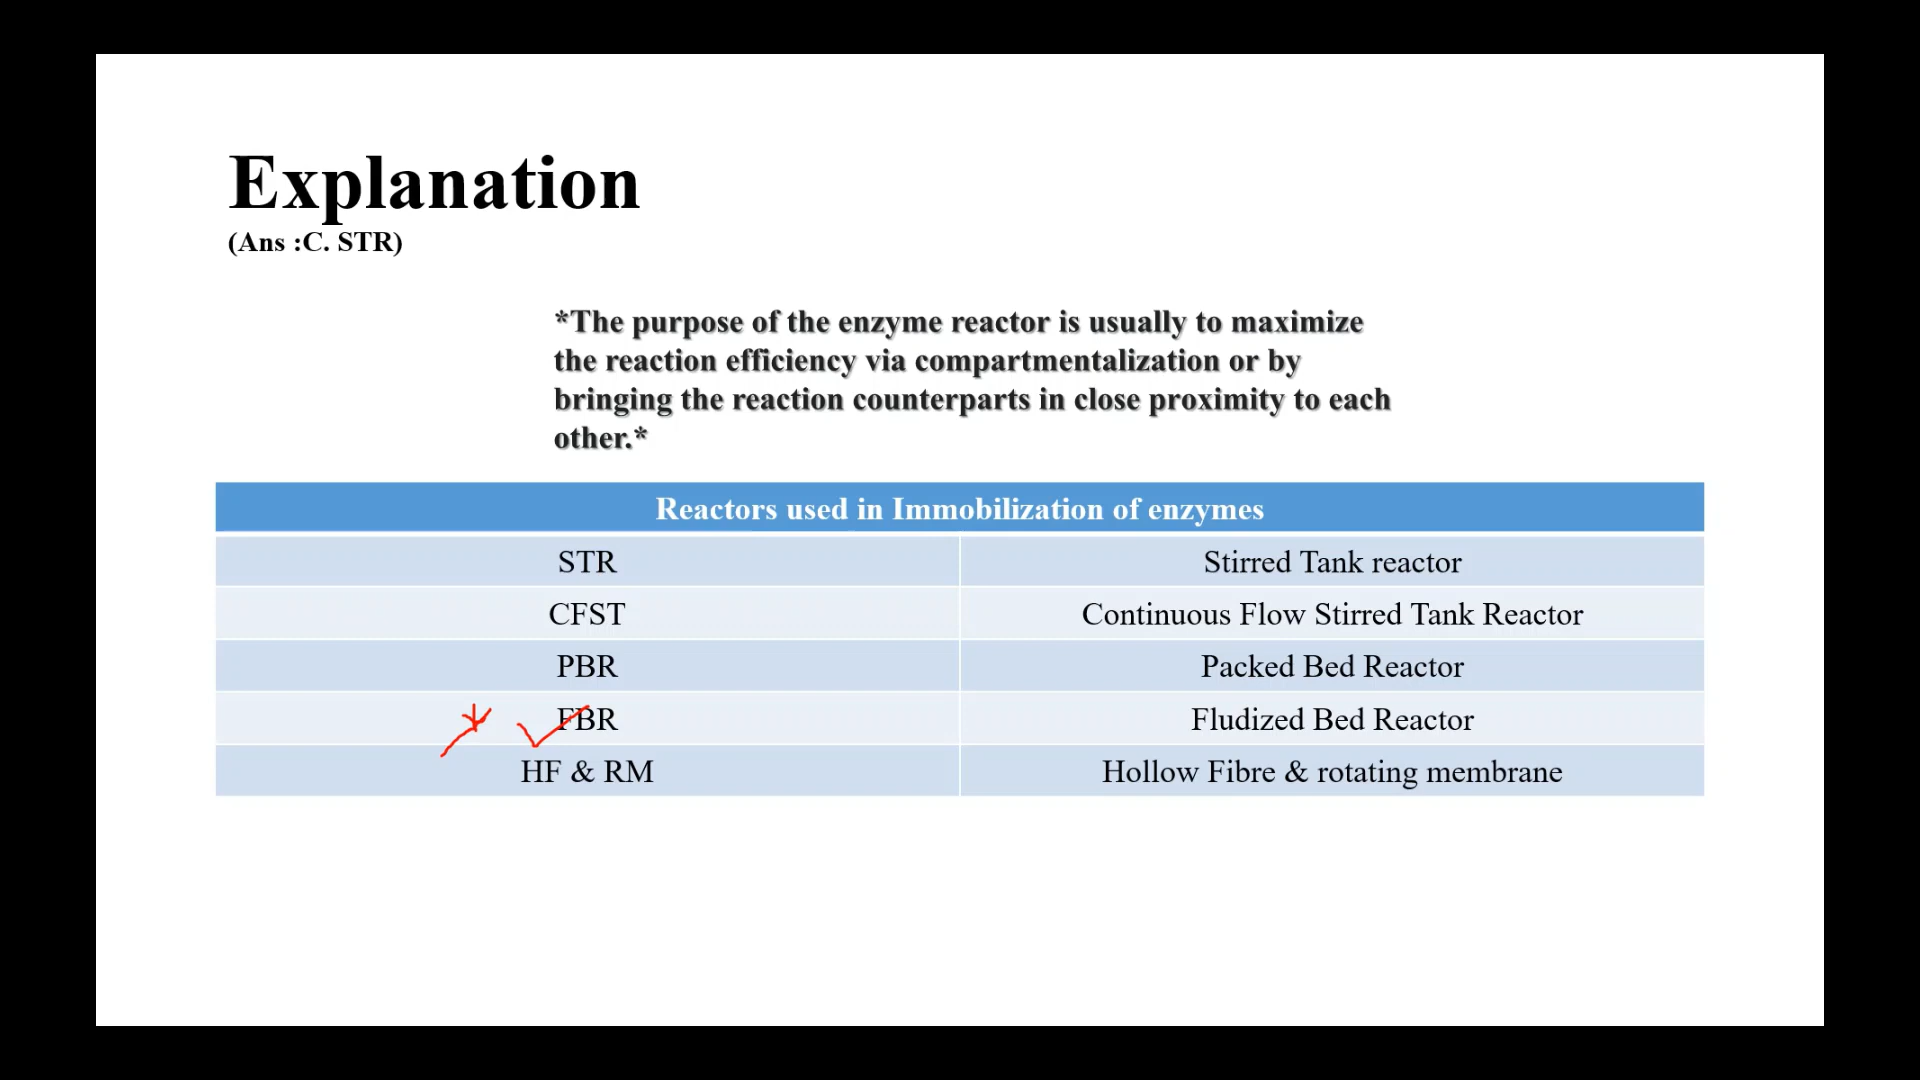 Explanation
(Ans :C. STR)
*The purpose of the enzyme reactor is usually to maximize
the reaction efficiency via compartmentalization or by
bringing the reaction counterparts in close proximity to each
other.*
Reactors used in Immobilization of enzymes
STR Stirred Tank reactor
CFST Continuous Flow Stirred Tank Reactor
PBR Packed Bed Reactor
FBR Fludized Bed Reactor
HF & RM Hollow Fibre & rotating membrane